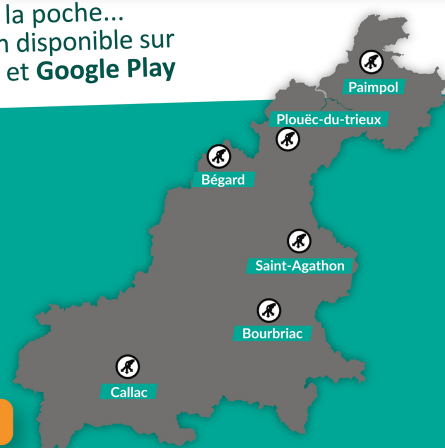 la poche...
n disponible sur
et Google Play
Paimpol
Plouëc-du-trieux
Bégard
Saint-Agathon
Bourbriac
Callac